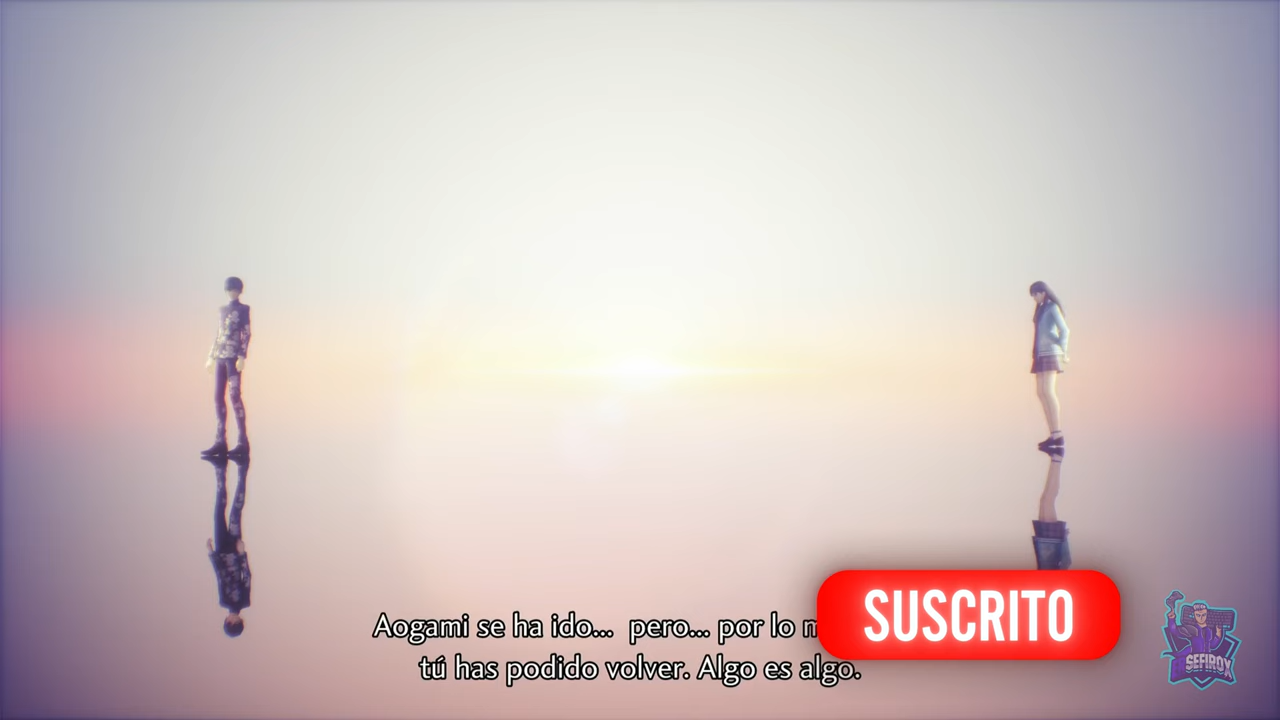 Aogami se ha ido... pero... por lo
tú has podido volver. Algo es algo.
SUSCRITO
SEFIROX